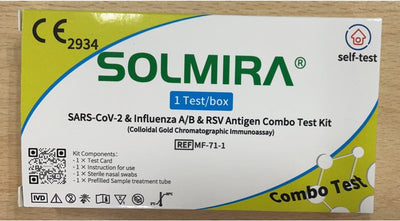 CE 2934
SOLMIRA®
self-test
1 Test/box
SARS-CoV-2 & Influenza A/B & RSV Antigen Combo Test Kit
(Colloidal Gold Chromatographic Immunoassay)
REF MF-71-1
Kit Components:
- 1 × Test Card
- 1 × Instruction for use
- 1 × Sterile nasal swabs
- 1 × Prefilled Sample treatment tube
IVD
Combo Test